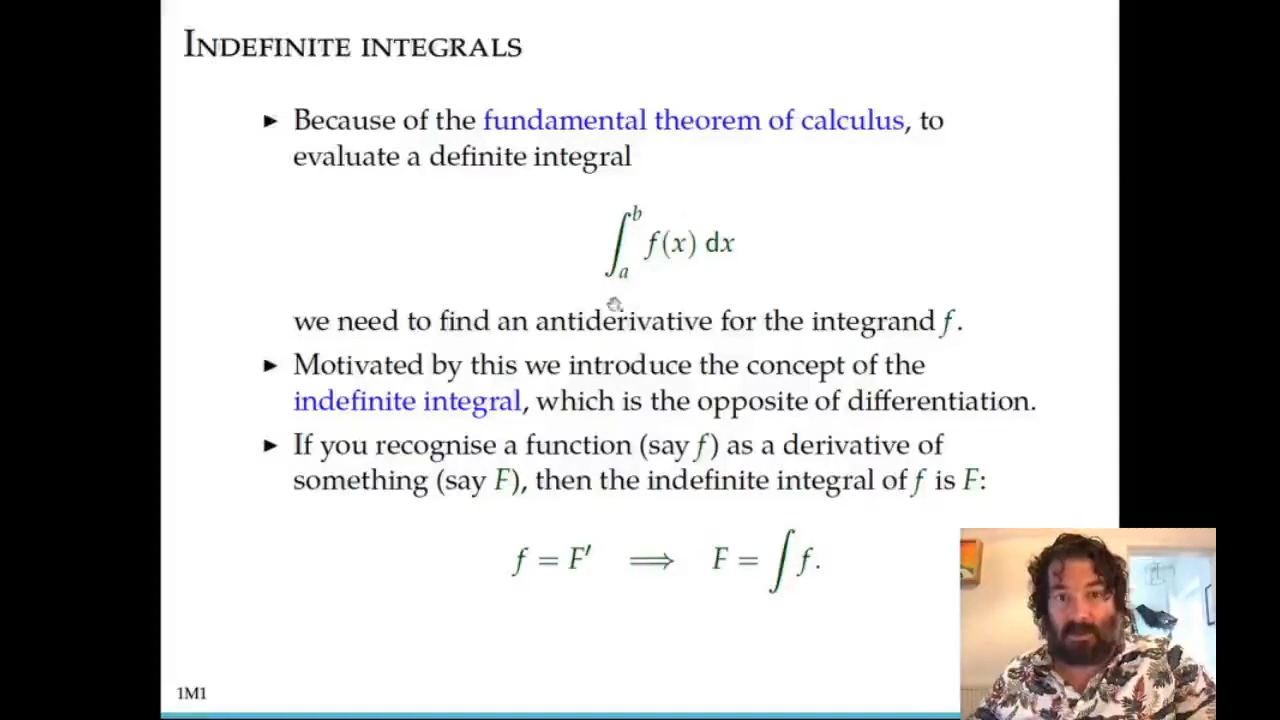 INDEFINITE INTEGRALS
▶ Because of the fundamental theorem of calculus, to
evaluate a definite integral
∫_a^b f(x) dx
we need to find an antiderivative for the integrand f.
▶ Motivated by this we introduce the concept of the
indefinite integral, which is the opposite of differentiation.
▶ If you recognise a function (say f) as a derivative of
something (say F), then the indefinite integral of f is F:
f = F′ ⟹ F = ∫ f.
1M1